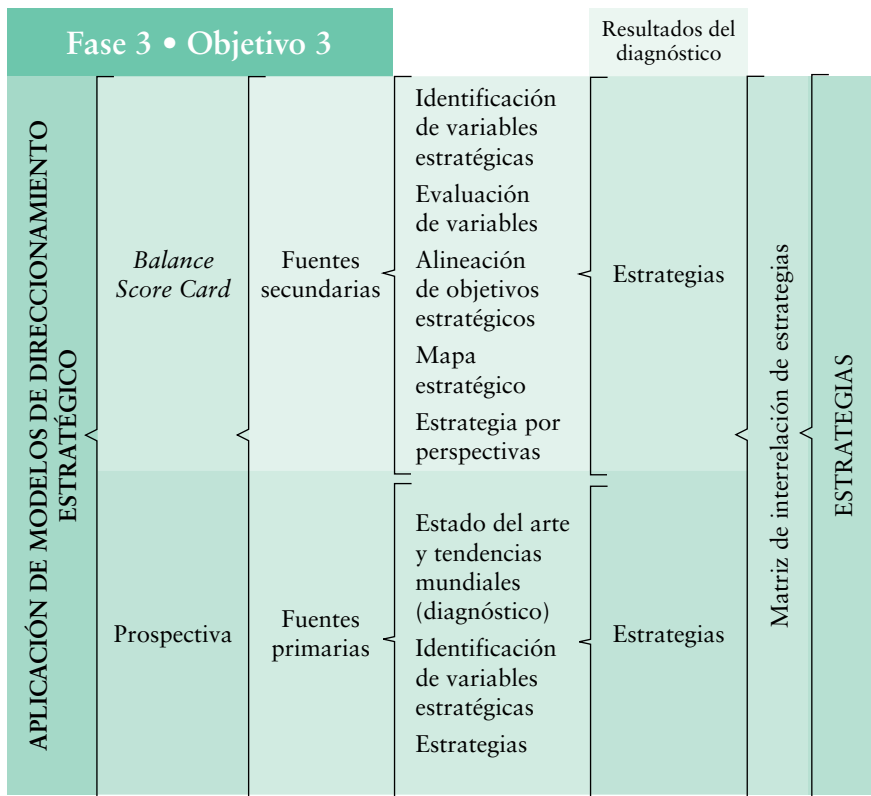 Fase 3 • Objetivo 3
Resultados del
diagnóstico
APLICACIÓN DE MODELOS DE DIRECCIONAMIENTO
ESTRATÉGICO
Balance
Score Card
Fuentes
secundarias
Identificación
de variables
estratégicas
Evaluación
de variables
Alineación
de objetivos
estratégicos
Mapa
estratégico
Estrategia por
perspectivas
Estrategias
Prospectiva
Fuentes
primarias
Estado del arte
y tendencias
mundiales
(diagnóstico)
Identificación
de variables
estratégicas
Estrategias
Estrategias
Matriz de interrelación de estrategias
ESTRATEGIAS